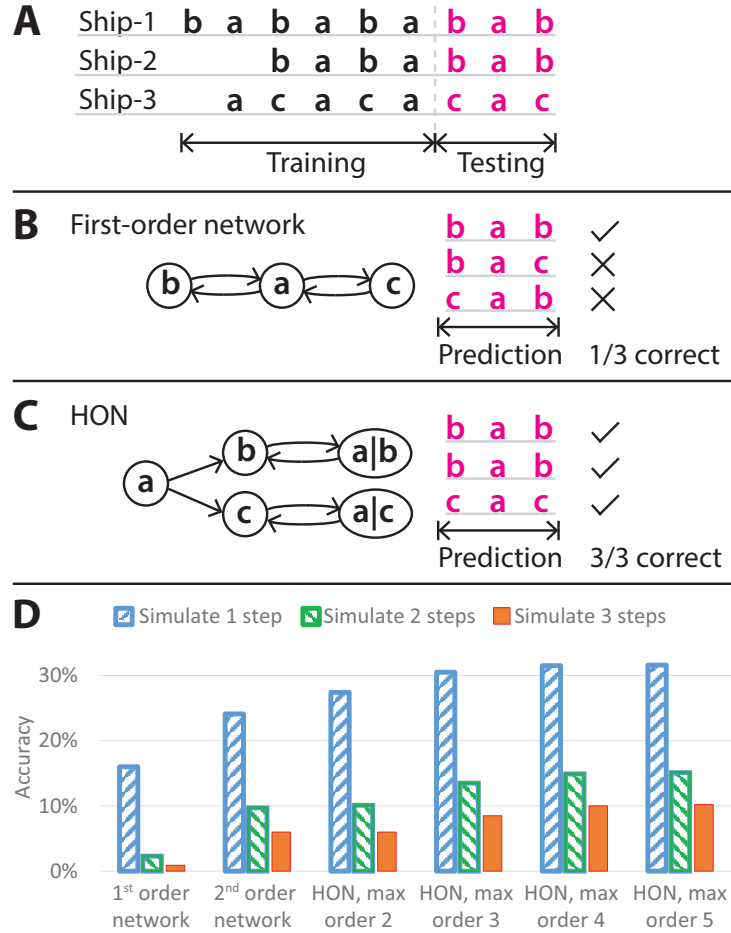 A
Ship-1 b a b a b a b a b
Ship-2 b a b a b a b
Ship-3 a c a c a c a c
Training Testing
B First-order network
b a c
b a b
b a c
c a b
Prediction 1/3 correct
C HON
a b a|b
c a|c
b a b
b a b
c a c
Prediction 3/3 correct
D
Simulate 1 step Simulate 2 steps Simulate 3 steps
Accuracy
30%
20%
10%
0%
1st order network
2nd order network
HON, max order 2
HON, max order 3
HON, max order 4
HON, max order 5